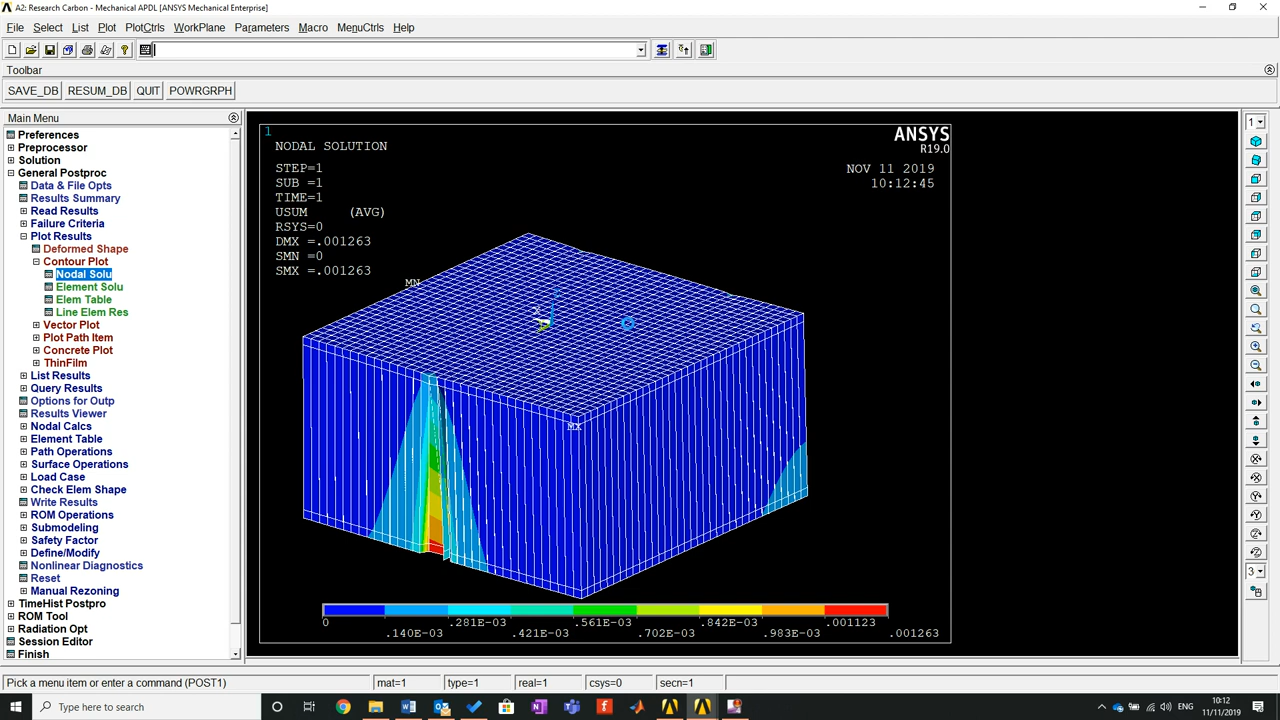 A2: Research Carbon - Mechanical APDL [ANSYS Mechanical Enterprise]
File Select List Plot PlotCtrls WorkPlane Parameters Macro MenuCtrls Help
Toolbar
SAVE_DB RESUM_DB QUIT POWRGRPH
Main Menu
Preferences
Preprocessor
Solution
General Postproc
Data & File Opts
Results Summary
Read Results
Failure Criteria
Plot Results
Deformed Shape
Contour Plot
Nodal Solu
Element Solu
Elem Table
Line Elem Res
Vector Plot
Plot Path Item
Concrete Plot
ThinFilm
List Results
Query Results
Options for Outp
Results Viewer
Nodal Calcs
Element Table
Path Operations
Surface Operations
Load Case
Check Elem Shape
Write Results
ROM Operations
Submodeling
Safety Factor
Define/Modify
Nonlinear Diagnostics
Reset
Manual Rezoning
TimeHist Postpro
ROM Tool
Radiation Opt
Session Editor
Finish
1
NODAL SOLUTION
STEP=1
SUB =1
TIME=1
USUM (AVG)
RSYS=0
DMX =.001263
SMN =0
SMX =.001263
ANSYS
R19.0
NOV 11 2019
10:12:45
MN
MX
0 .281E-03 .561E-03 .842E-03 .001123
.140E-03 .421E-03 .702E-03 .983E-03 .001263
1
3
Pick a menu item or enter a command (POST1) mat=1 type=1 real=1 csys=0 secn=1
Type here to search
ENG
10:12
11/11/2019